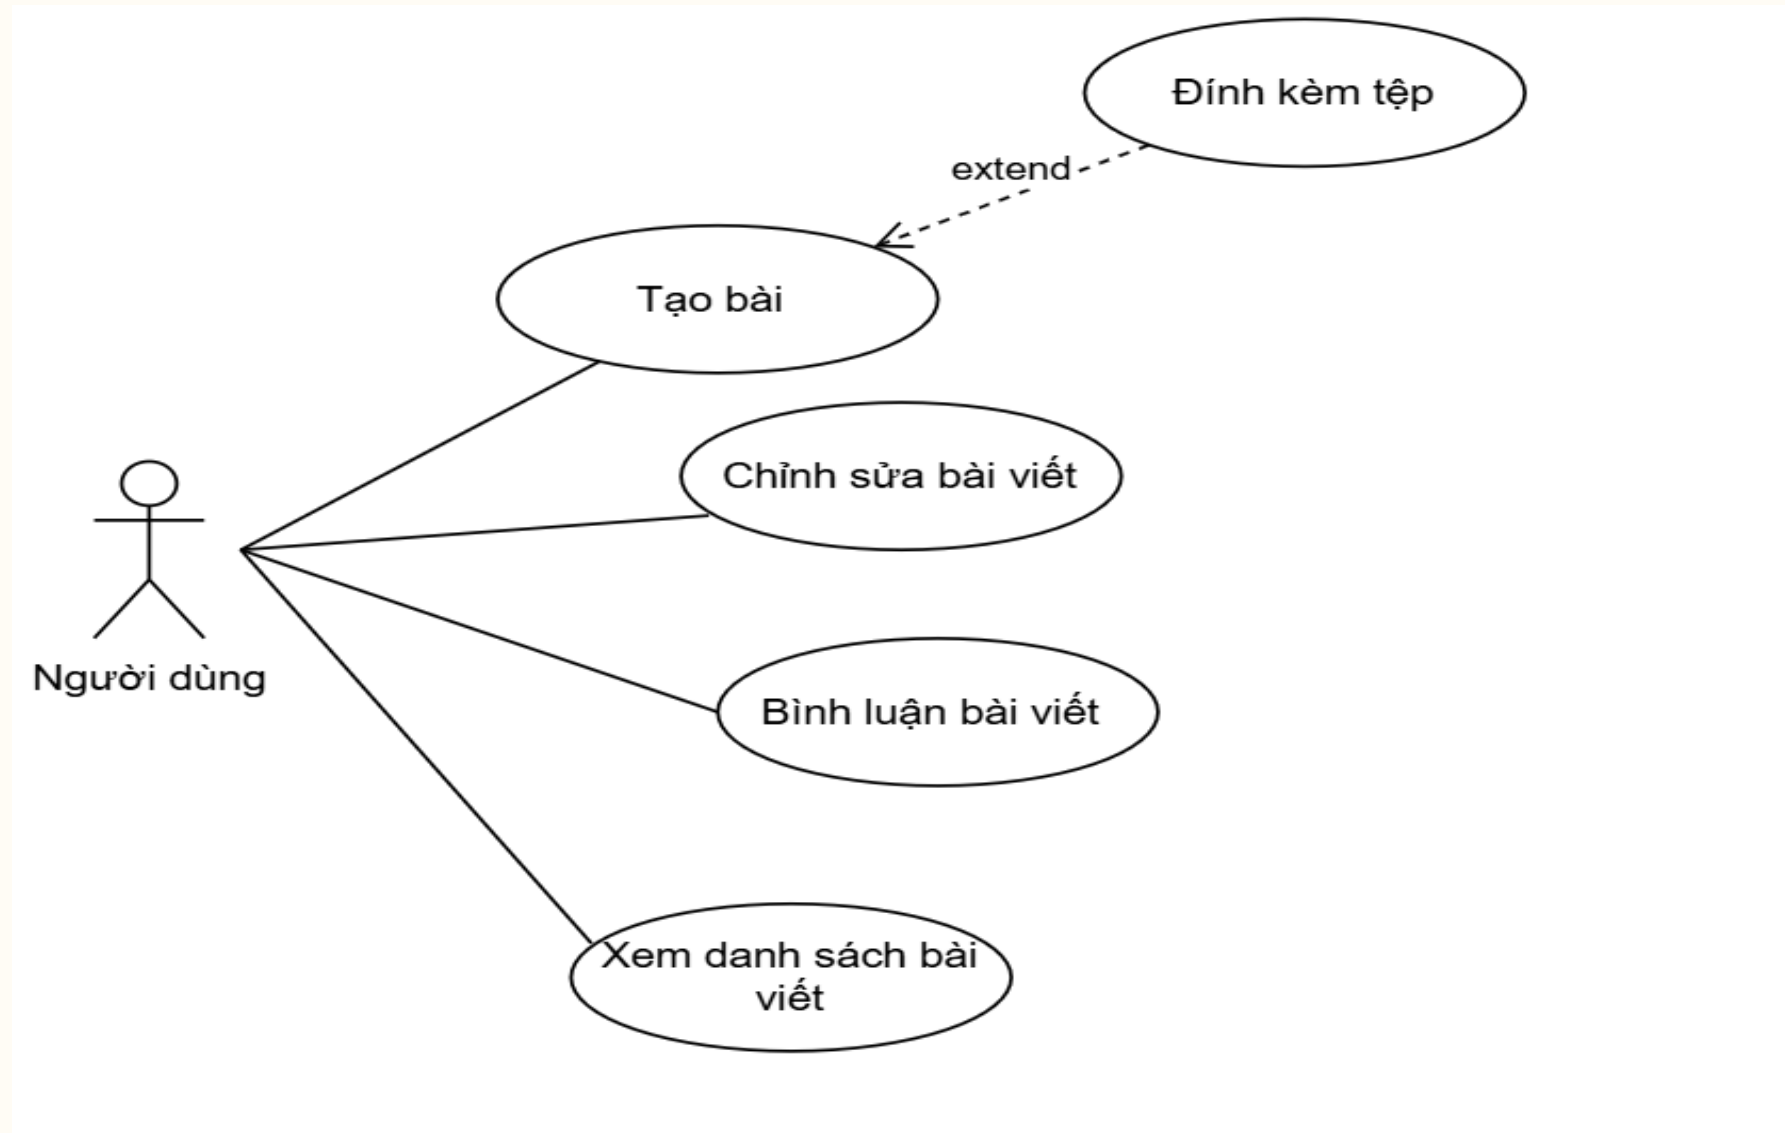 Đính kèm tệp
extend
Tạo bài
Chỉnh sửa bài viết
Người dùng
Bình luận bài viết
Xem danh sách bài
viết